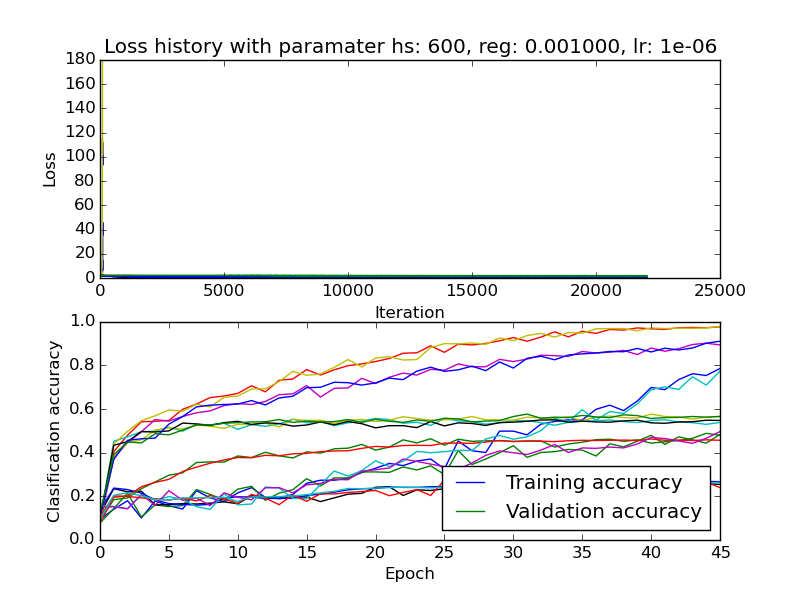 Loss history with paramater hs: 600, reg: 0.001000, lr: 1e-06
180
160
140
120
100
80
60
40
20
0
Loss
0 5000 10000 15000 20000 25000
Iteration
1.0
0.8
0.6
0.4
0.2
0.0
Clasification accuracy
Training accuracy
Validation accuracy
0 5 10 15 20 25 30 35 40 45
Epoch